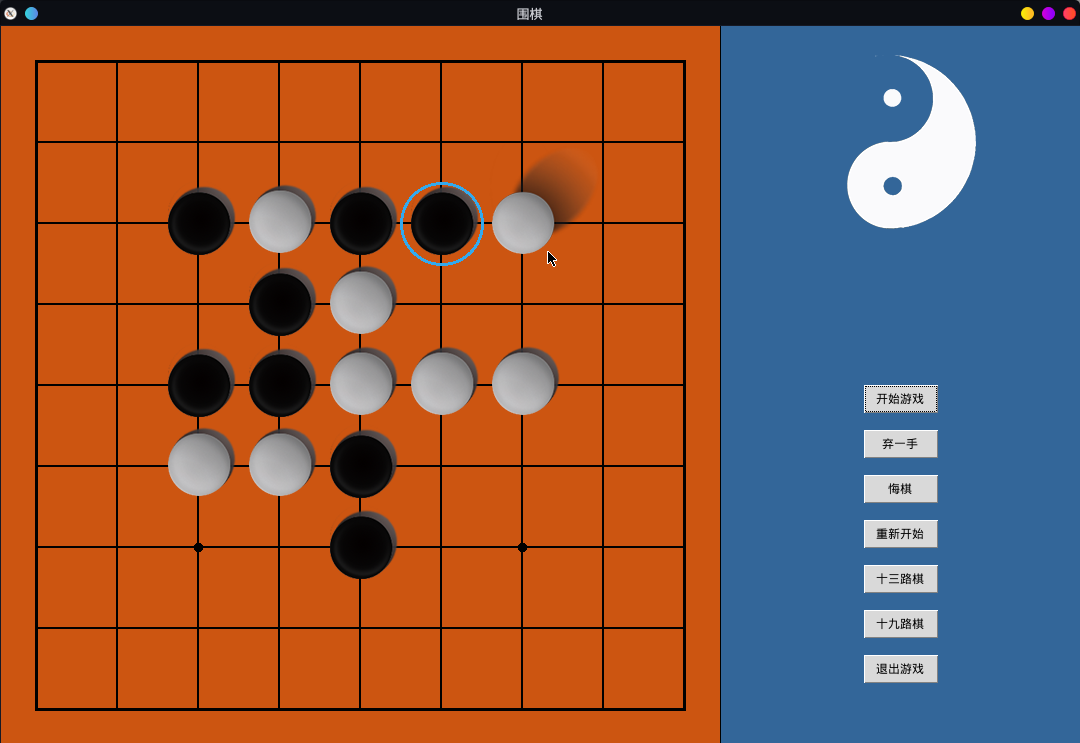 围棋
开始游戏
弃一手
悔棋
重新开始
十三路棋
十九路棋
退出游戏